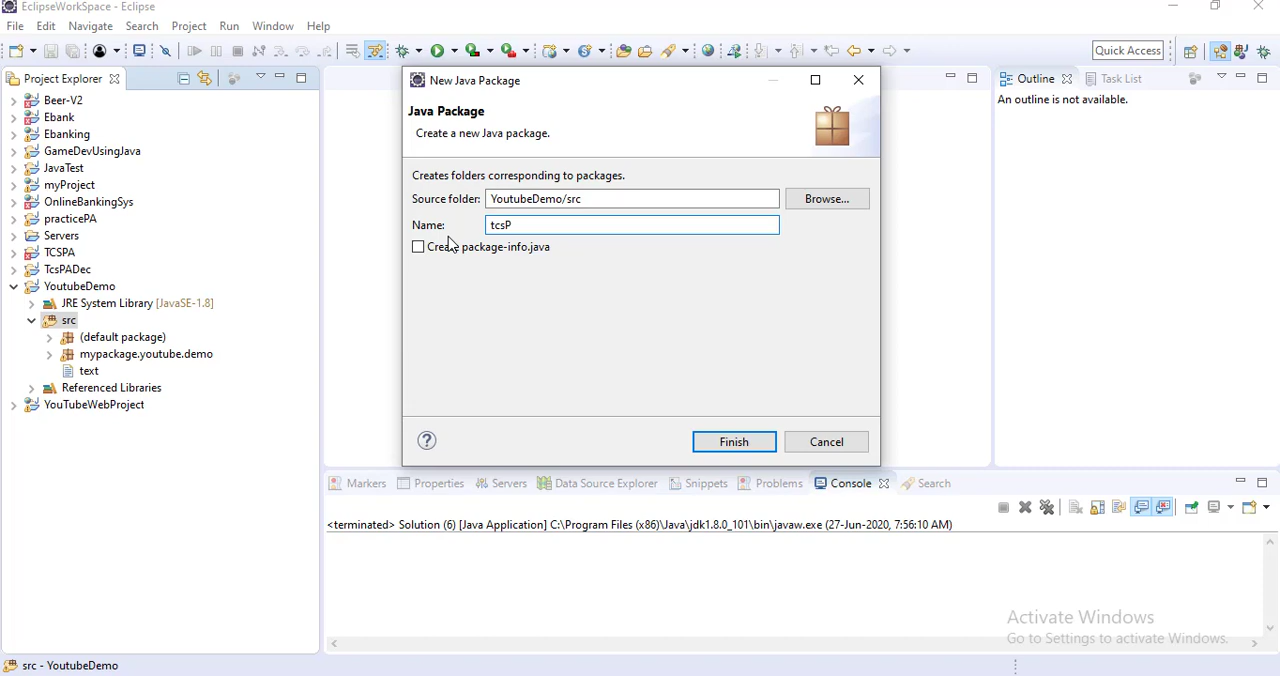 EclipseWorkSpace - Eclipse
File Edit Navigate Search Project Run Window Help
Quick Access
Project Explorer
Beer-V2
Ebank
Ebanking
GameDevUsingJava
JavaTest
myProject
OnlineBankingSys
practicePA
Servers
TCSPA
TcsPADec
YoutubeDemo
JRE System Library [JavaSE-1.8]
src
(default package)
mypackage.youtube.demo
text
Referenced Libraries
YouTubeWebProject
New Java Package
Java Package
Create a new Java package.
Creates folders corresponding to packages.
Source folder: YoutubeDemo/src Browse...
Name: tcsP
Create package-info.java
? Finish Cancel
Outline Task List
An outline is not available.
Markers Properties Servers Data Source Explorer Snippets Problems Console Search
<terminated> Solution (6) [Java Application] C:\Program Files (x86)\Java\jdk1.8.0_101\bin\javaw.exe (27-Jun-2020, 7:56:10 AM)
Activate Windows
Go to Settings to activate Windows.
src - YoutubeDemo